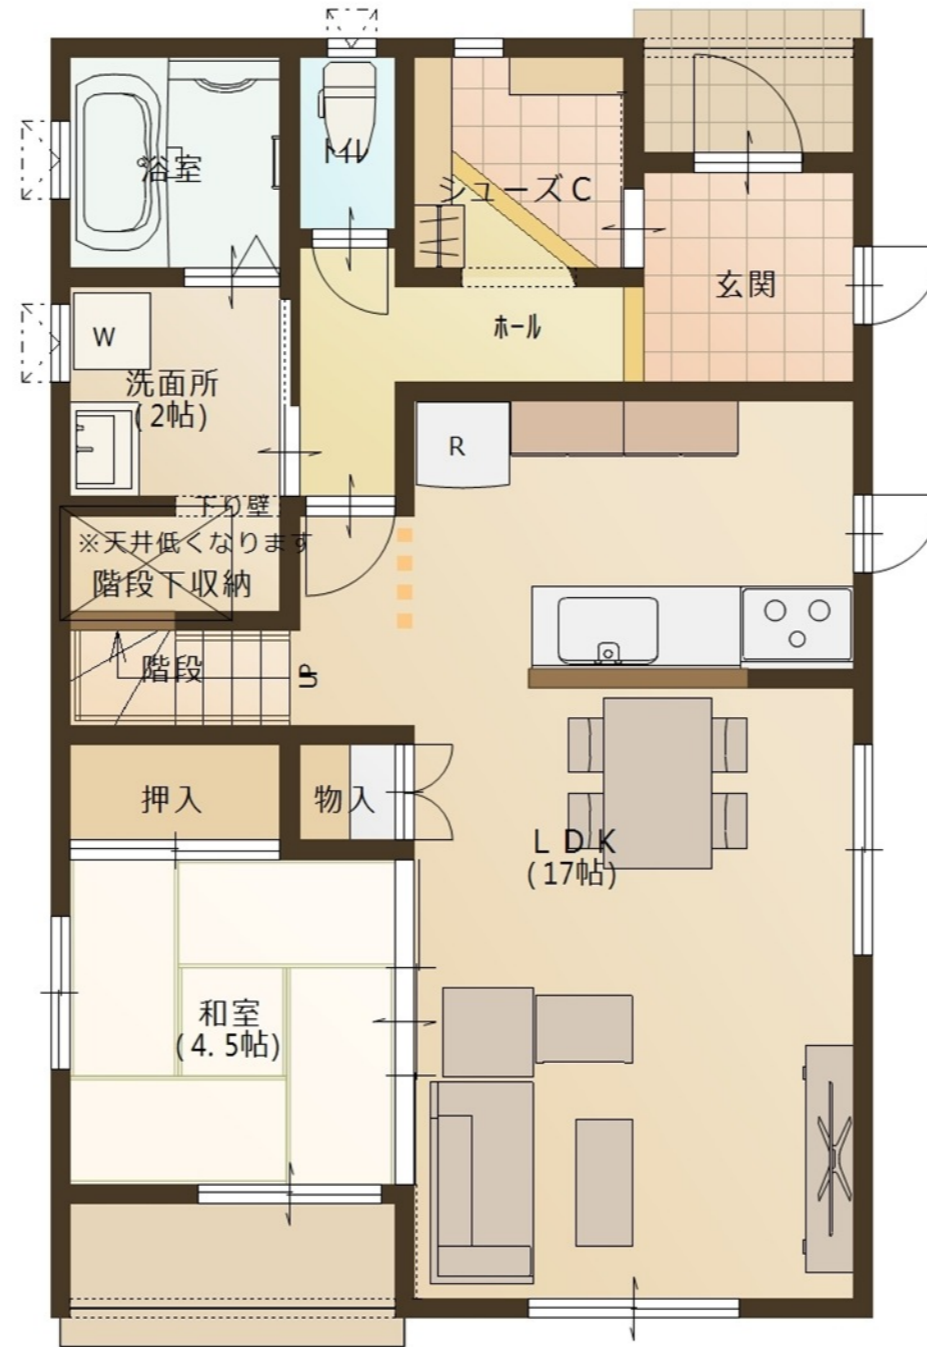 浴室
トイレ
シューズC
玄関
ホール
W
洗面所
(2帖)
R
下り壁
※天井低くなります
階段下収納
階段
UP
押入
物入
LDK
(17帖)
和室
(4.5帖)